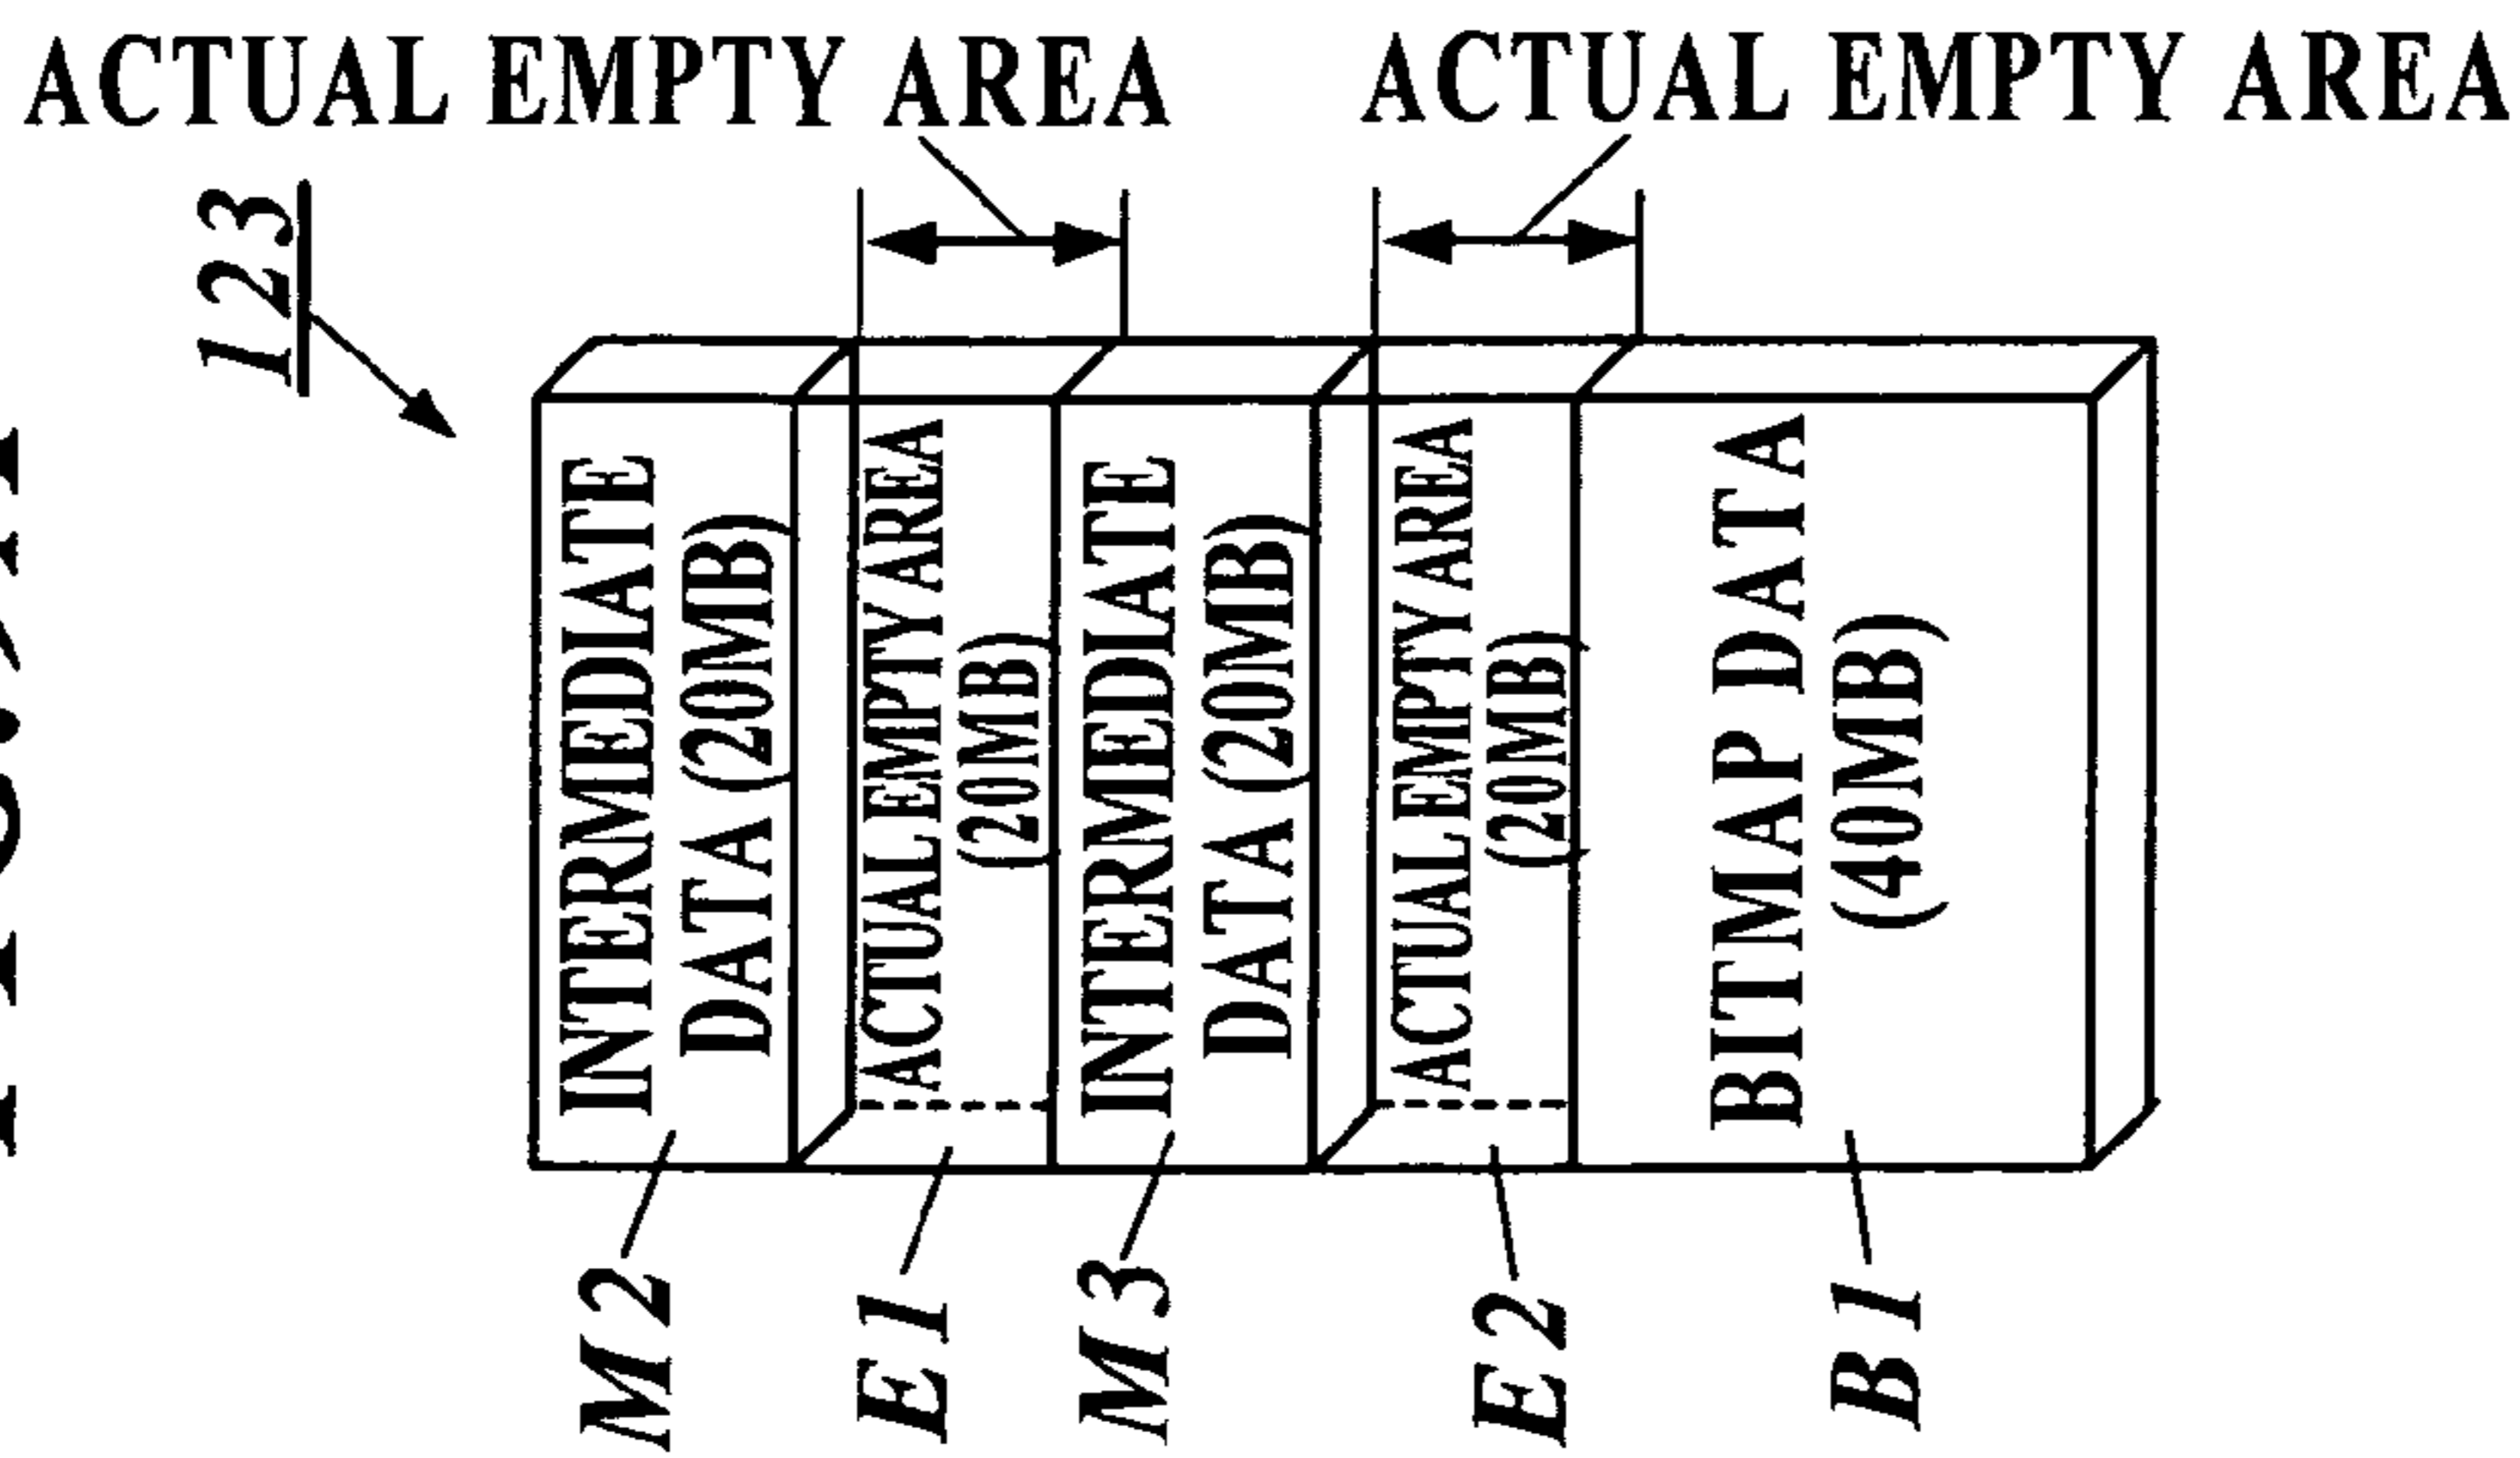 ACTUAL EMPTY AREA
ACTUAL EMPTY AREA
123
INTERMEDIATE
DATA (20MB)
ACTUAL EMPTY AREA
(20MB)
INTERMEDIATE
DATA (20MB)
ACTUAL EMPTY AREA
(20MB)
BITMAP DATA
(40MB)
M2
E1
M3
E2
B1